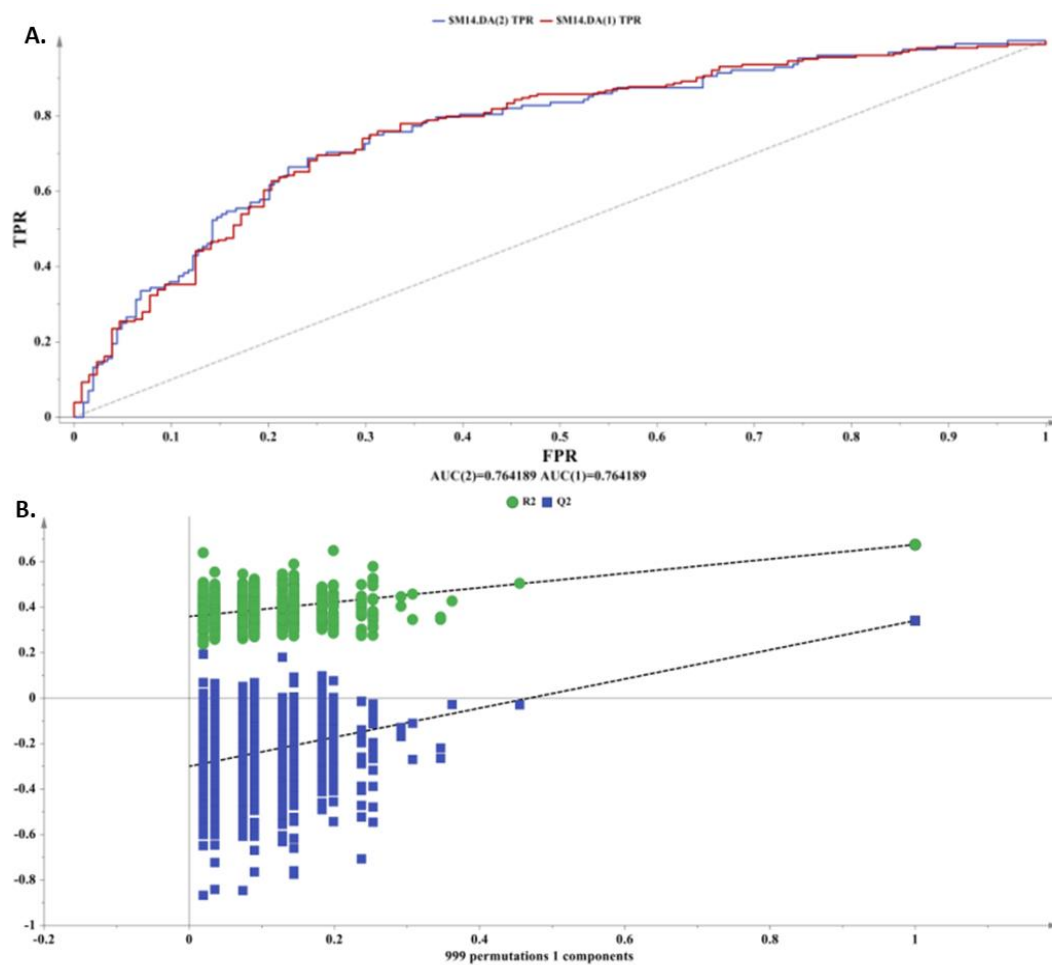 A.
SM14.DA(2) TPR SM14.DA(1) TPR
TPR
0.8
0.6
0.4
0.2
0
0 0.1 0.2 0.3 0.4 0.5 0.6 0.7 0.8 0.9 1
FPR
AUC(2)=0.764189 AUC(1)=0.764189
B.
R2 Q2
0.6
0.4
0.2
0
-0.2
-0.4
-0.6
-0.8
-1
-0.2 0 0.2 0.4 0.6 0.8 1
999 permutations 1 components